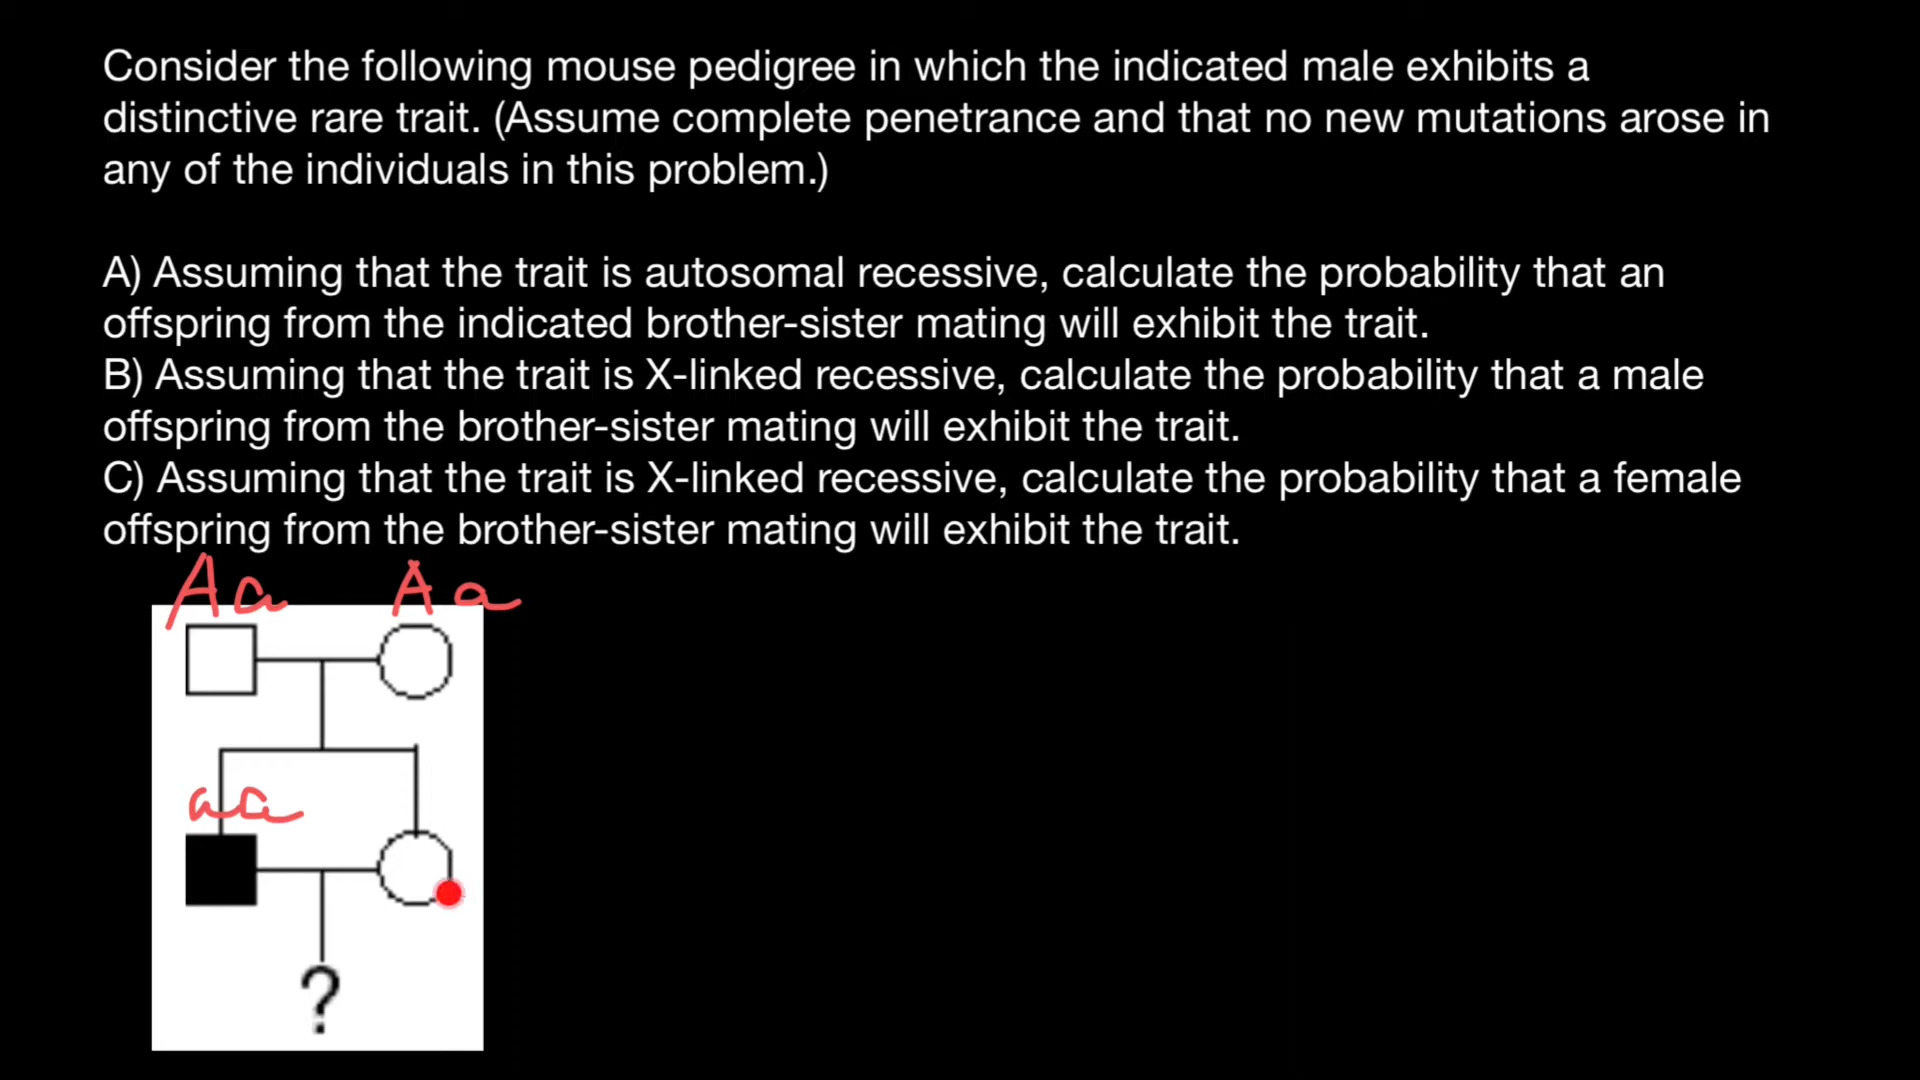 Consider the following mouse pedigree in which the indicated male exhibits a
distinctive rare trait. (Assume complete penetrance and that no new mutations arose in
any of the individuals in this problem.)
A) Assuming that the trait is autosomal recessive, calculate the probability that an
offspring from the indicated brother-sister mating will exhibit the trait.
B) Assuming that the trait is X-linked recessive, calculate the probability that a male
offspring from the brother-sister mating will exhibit the trait.
C) Assuming that the trait is X-linked recessive, calculate the probability that a female
offspring from the brother-sister mating will exhibit the trait.
Aa Aa
aa
?